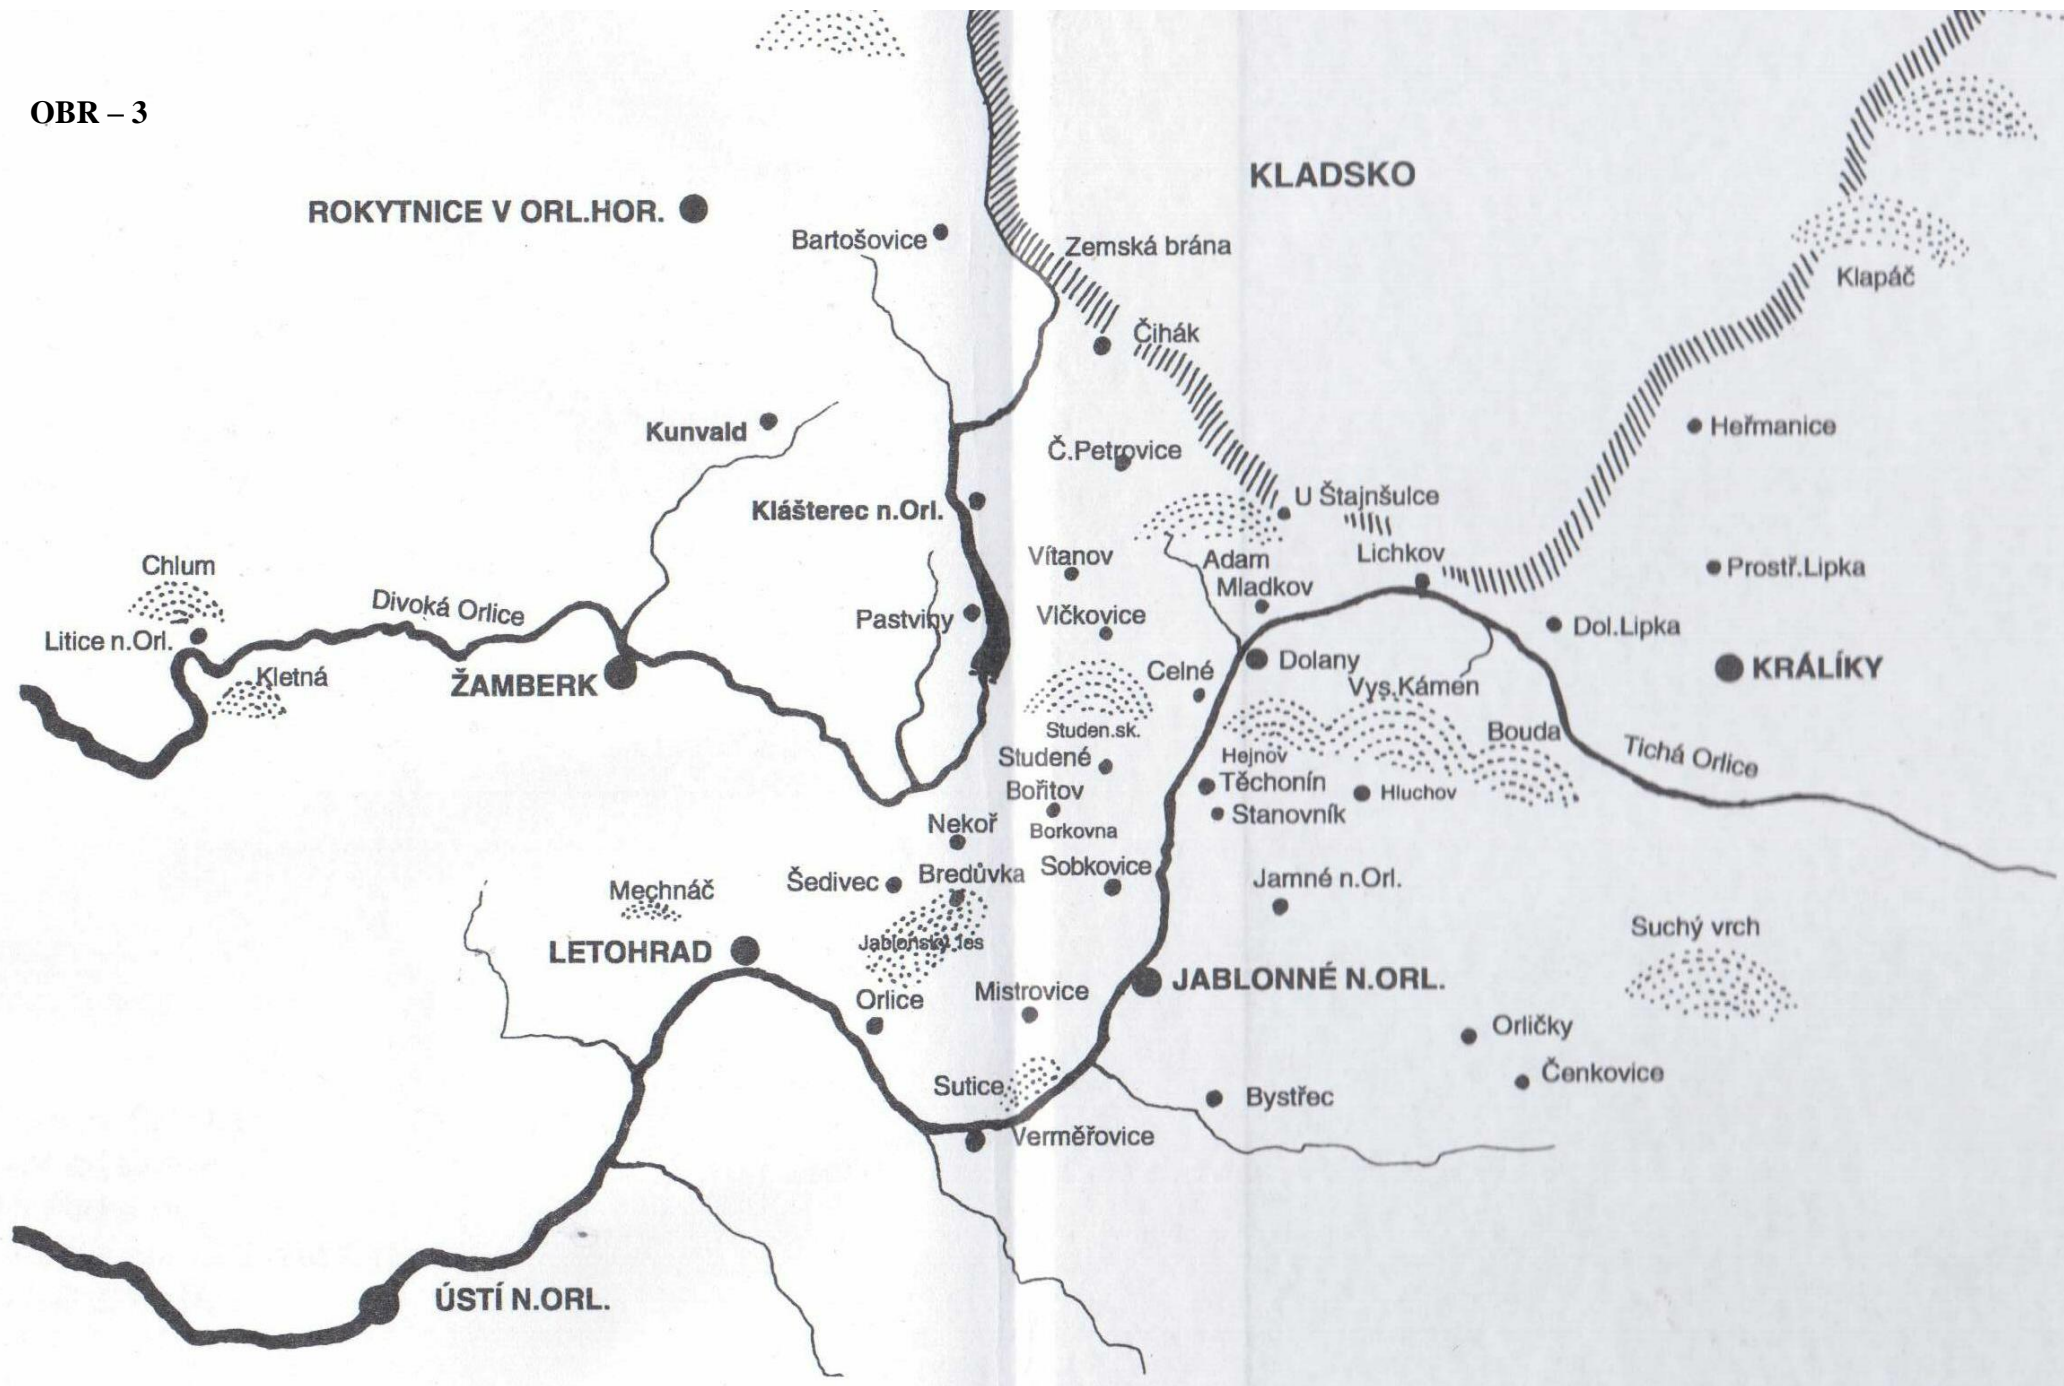 OBR – 3
KLADSKO
ROKYTNICE V ORL.HOR.
Bartošovice
Zemská brána
Klapáč
Čihák
Kunvald
Heřmanice
Č.Petrovice
Klášterec n.Orl.
U Štajnšulce
Chlum
Vítanov
Adam
Lichkov
Mladkov
Prostř.Lipka
Divoká Orlice
Pastviny
Vlčkovice
Dol.Lipka
Litice n.Orl.
Kletná
ŽAMBERK
Celné
Dolany
Vys.Kámen
KRÁLÍKY
Studen.sk.
Bouda
Studené
Hejnov
Tichá Orlice
Těchonín
Hluchov
Bořitov
Stanovník
Nekoř
Borkovna
Šedivec
Bredůvka
Sobkovice
Mechnáč
Jamné n.Orl.
Suchý vrch
LETOHRAD
Jabloňský les
JABLONNÉ N.ORL.
Orlice
Mistrovice
Orličky
Čenkovice
Sutice
Bystřec
Verměřovice
ÚSTÍ N.ORL.